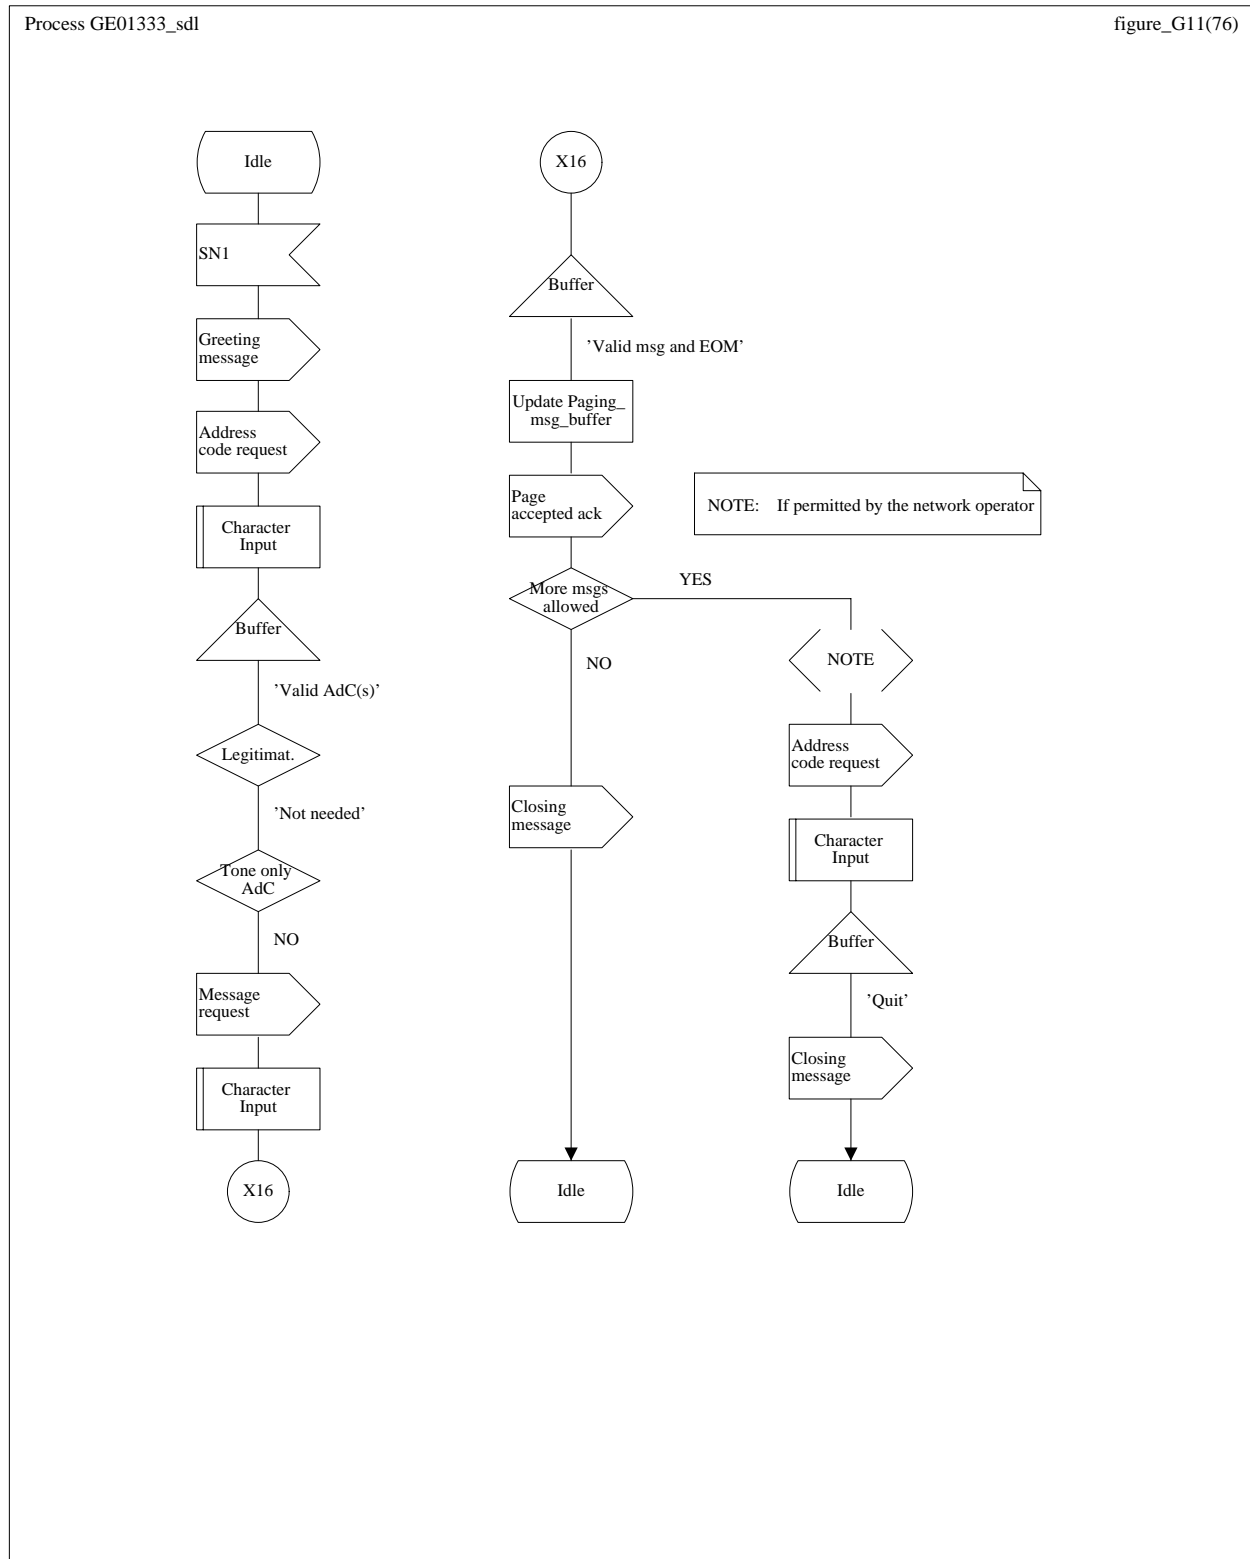 Process GE01333_sdl
figure_G11(76)
Idle
SN1
Greeting
message
Address
code request
Character
Input
Buffer
’Valid AdC(s)’
Legitimat.
’Not needed’
Tone only
AdC
NO
Message
request
Character
Input
X16
X16
Buffer
’Valid msg and EOM’
Update Paging_
msg_buffer
Page
accepted ack
More msgs
allowed
YES
NO
Closing
message
Idle
NOTE: If permitted by the network operator
NOTE
Address
code request
Character
Input
Buffer
’Quit’
Closing
message
Idle